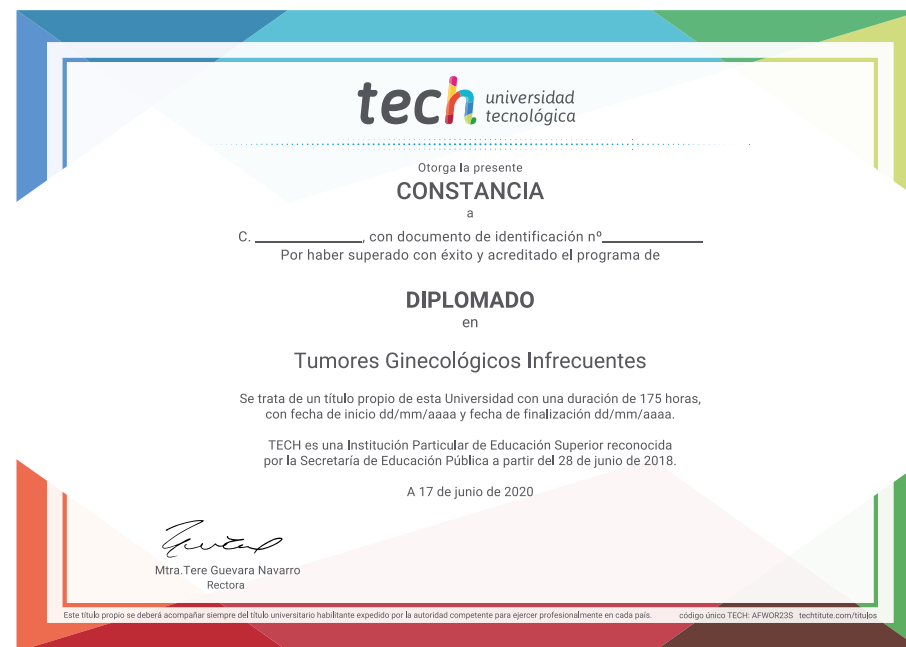 tech universidad
tecnológica
Otorga la presente
CONSTANCIA
a
C. ____________, con documento de identificación nº____________
Por haber superado con éxito y acreditado el programa de
DIPLOMADO
en
Tumores Ginecológicos Infrecuentes
Se trata de un título propio de esta Universidad con una duración de 175 horas,
con fecha de inicio dd/mm/aaaa y fecha de finalización dd/mm/aaaa.
TECH es una Institución Particular de Educación Superior reconocida
por la Secretaría de Educación Pública a partir del 28 de junio de 2018.
A 17 de junio de 2020
Mtra.Tere Guevara Navarro
Rectora
Este título propio se deberá acompañar siempre del título universitario habilitante expedido por la autoridad competente para ejercer profesionalmente en cada país. código único TECH: AFWOR23S techtitute.com/titulos